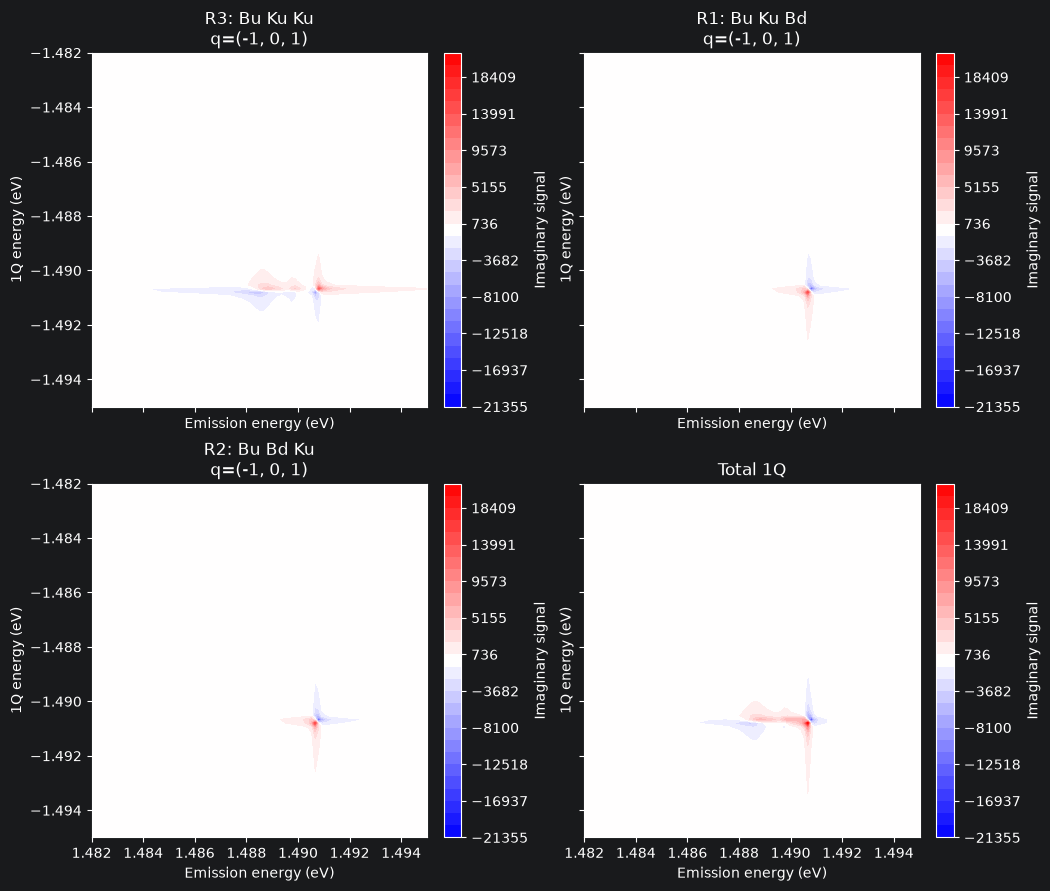 R3: Bu Ku Ku
q=(-1, 0, 1)
−1.482
−1.484
−1.486
−1.488
−1.490
−1.492
−1.494
1Q energy (eV)
Emission energy (eV)
18409
13991
9573
5155
736
−3682
−8100
−12518
−16937
−21355
Imaginary signal
R1: Bu Ku Bd
q=(-1, 0, 1)
1Q energy (eV)
Emission energy (eV)
18409
13991
9573
5155
736
−3682
−8100
−12518
−16937
−21355
Imaginary signal
R2: Bu Bd Ku
q=(-1, 0, 1)
−1.482
−1.484
−1.486
−1.488
−1.490
−1.492
−1.494
1Q energy (eV)
1.482 1.484 1.486 1.488 1.490 1.492 1.494
Emission energy (eV)
18409
13991
9573
5155
736
−3682
−8100
−12518
−16937
−21355
Imaginary signal
Total 1Q
1Q energy (eV)
1.482 1.484 1.486 1.488 1.490 1.492 1.494
Emission energy (eV)
18409
13991
9573
5155
736
−3682
−8100
−12518
−16937
−21355
Imaginary signal